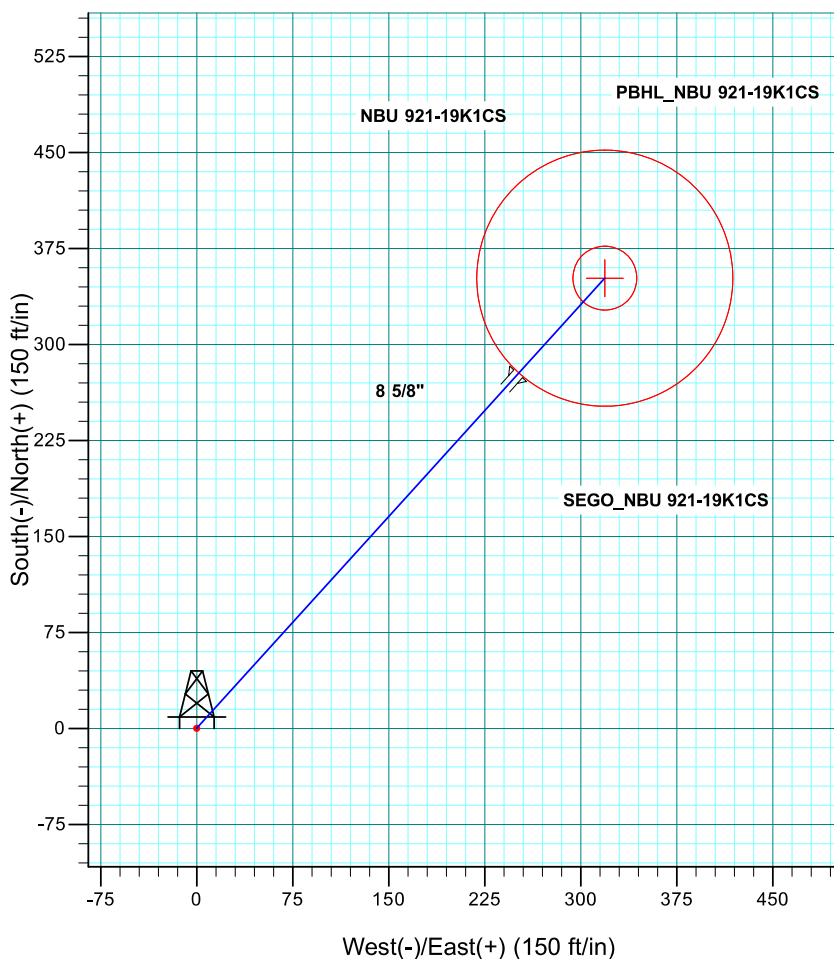 525
PBHL_NBU 921-19K1CS
NBU 921-19K1CS
450
375
300
8 5/8"
225
SEGO_NBU 921-19K1CS
150
75
0
-75
South(-)/North(+) (150 ft/in)
-75 0 75 150 225 300 375 450
West(-)/East(+) (150 ft/in)